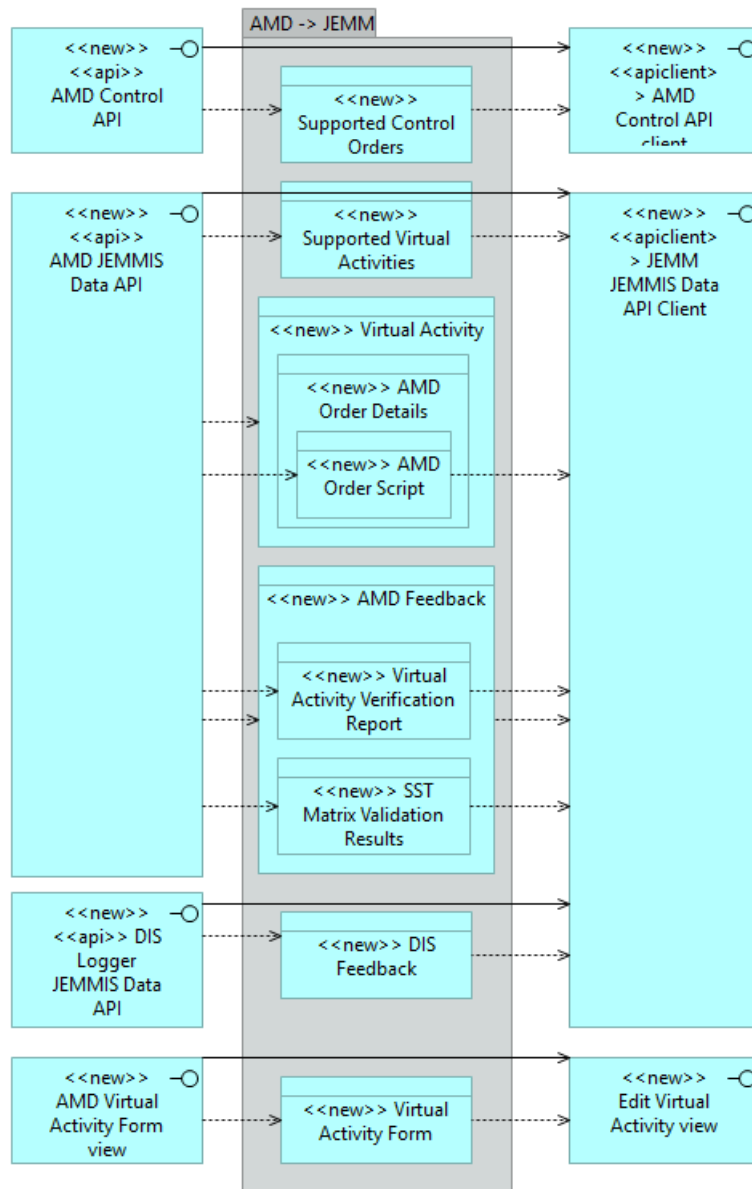 AMD -> JEMM
<<new>>
<<api>>
AMD Control
API
<<new>>
Supported Control
Orders
<<new>>
<<apiclient>
> AMD
Control API
client
<<new>>
<<api>>
AMD JEMMIS
Data API
<<new>>
Supported Virtual
Activities
<<new>>
<<apiclient>
> JEMM
JEMMIS Data
API Client
<<new>> Virtual Activity
<<new>> AMD
Order Details
<<new>> AMD
Order Script
<<new>> AMD Feedback
<<new>> Virtual
Activity Verification
Report
<<new>> SST
Matrix Validation
Results
<<new>>
<<api>> DIS
Logger
JEMMIS Data
API
<<new>> DIS
Feedback
<<new>>
AMD Virtual
Activity Form
view
<<new>> Virtual
Activity Form
<<new>>
Edit Virtual
Activity view